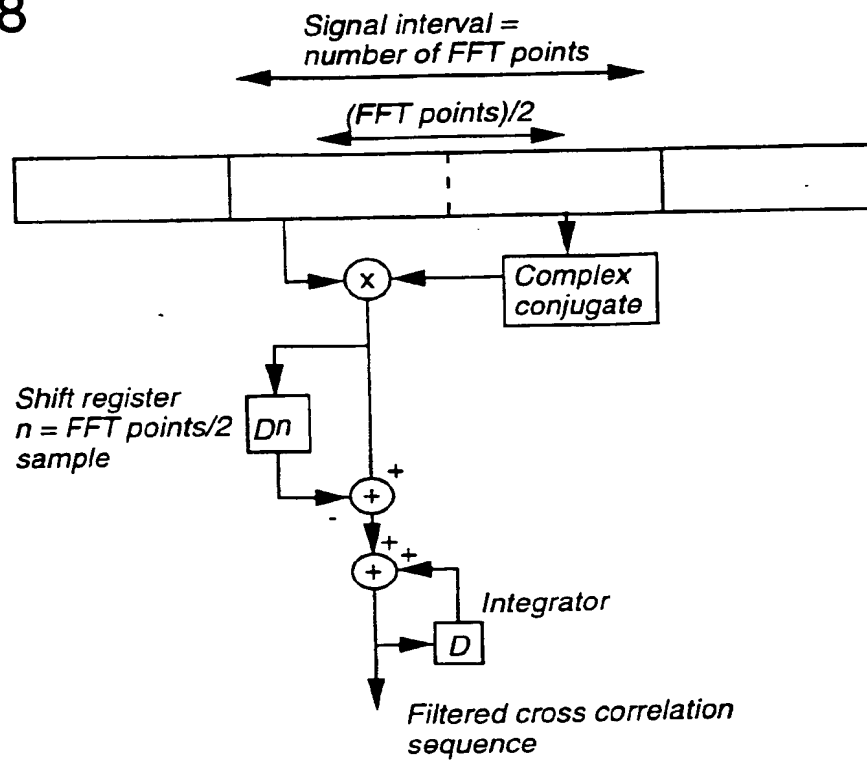 8
Signal interval =
number of FFT points
(FFT points)/2
x
Complex
conjugate
Shift register
n = FFT points/2
sample
Dn
+
+
-
+
+
+
Integrator
D
Filtered cross correlation
sequence